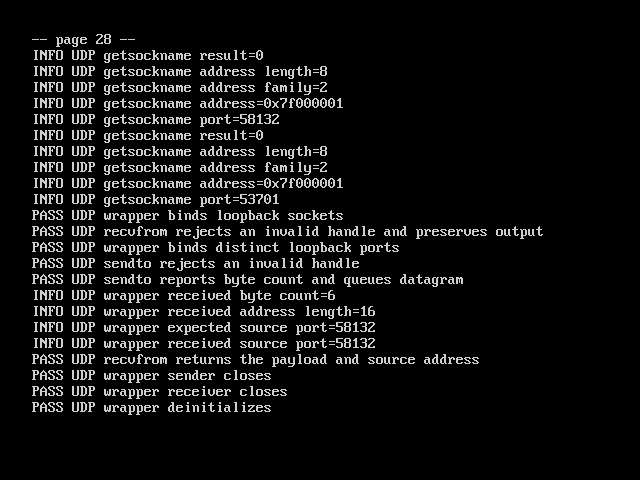 -- page 28 --
INFO UDP getsockname result=0
INFO UDP getsockname address length=8
INFO UDP getsockname address family=2
INFO UDP getsockname address=0x7f000001
INFO UDP getsockname port=58132
INFO UDP getsockname result=0
INFO UDP getsockname address length=8
INFO UDP getsockname address family=2
INFO UDP getsockname address=0x7f000001
INFO UDP getsockname port=53701
PASS UDP wrapper binds loopback sockets
PASS UDP recvfrom rejects an invalid handle and preserves output
PASS UDP wrapper binds distinct loopback ports
PASS UDP sendto rejects an invalid handle
PASS UDP sendto reports byte count and queues datagram
INFO UDP wrapper received byte count=6
INFO UDP wrapper received address length=16
INFO UDP wrapper expected source port=58132
INFO UDP wrapper received source port=58132
PASS UDP recvfrom returns the payload and source address
PASS UDP wrapper sender closes
PASS UDP wrapper receiver closes
PASS UDP wrapper deinitializes